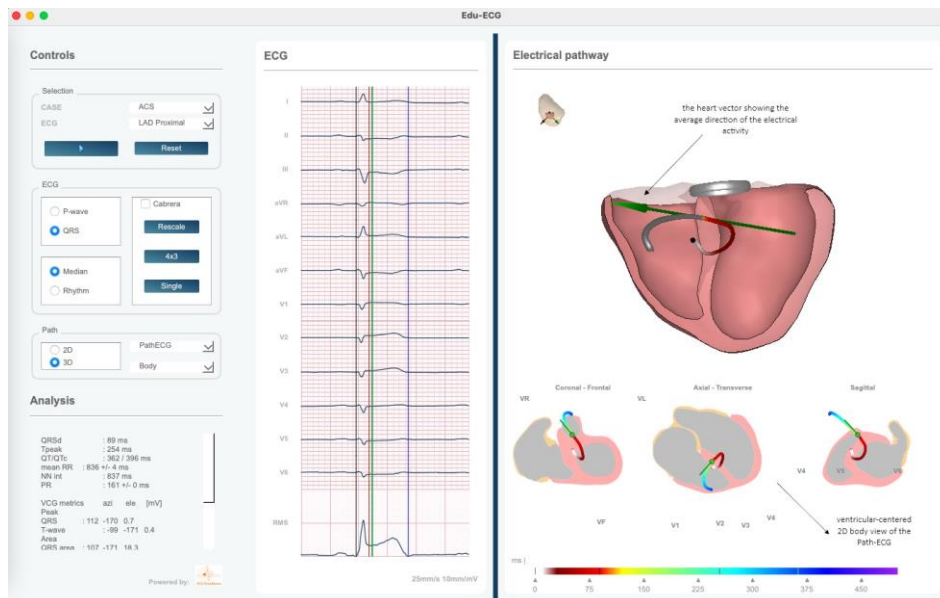 Edu-ECG
Controls
Selection
CASE ACS
ECG LAD Proximal
Reset
ECG
P-wave
QRS
Median
Rhythm
Cabrera
Rescale
4x3
Single
Path
2D
3D
PathECG
Body
Analysis
QRSd : 89 ms
Tpeak : 254 ms
QT/QTc : 362 / 396 ms
mean RR : 836 +/- 4 ms
NN int : 837 ms
PR : 161 +/- 0 ms
VCG metrics azi ele [mV]
Peak
QRS : 112 -170 0.7
T-wave : -99 -171 0.4
Area
QRS area : 107 -171 18.3
Powered by:
ECG
I
II
III
aVR
aVL
aVF
V1
V2
V3
V4
V5
V6
RMS
25mm/s 10mm/mV
Electrical pathway
the heart vector showing the
average direction of the electrical
activity
Coronal - Frontal
Axial - Transverse
Sagittal
VR
VL
VF
V1
V2
V3
V4
V4
V5
V6
ventricular-centered
2D body view of the
Path-ECG
ms |
0 75 150 225 300 375 450